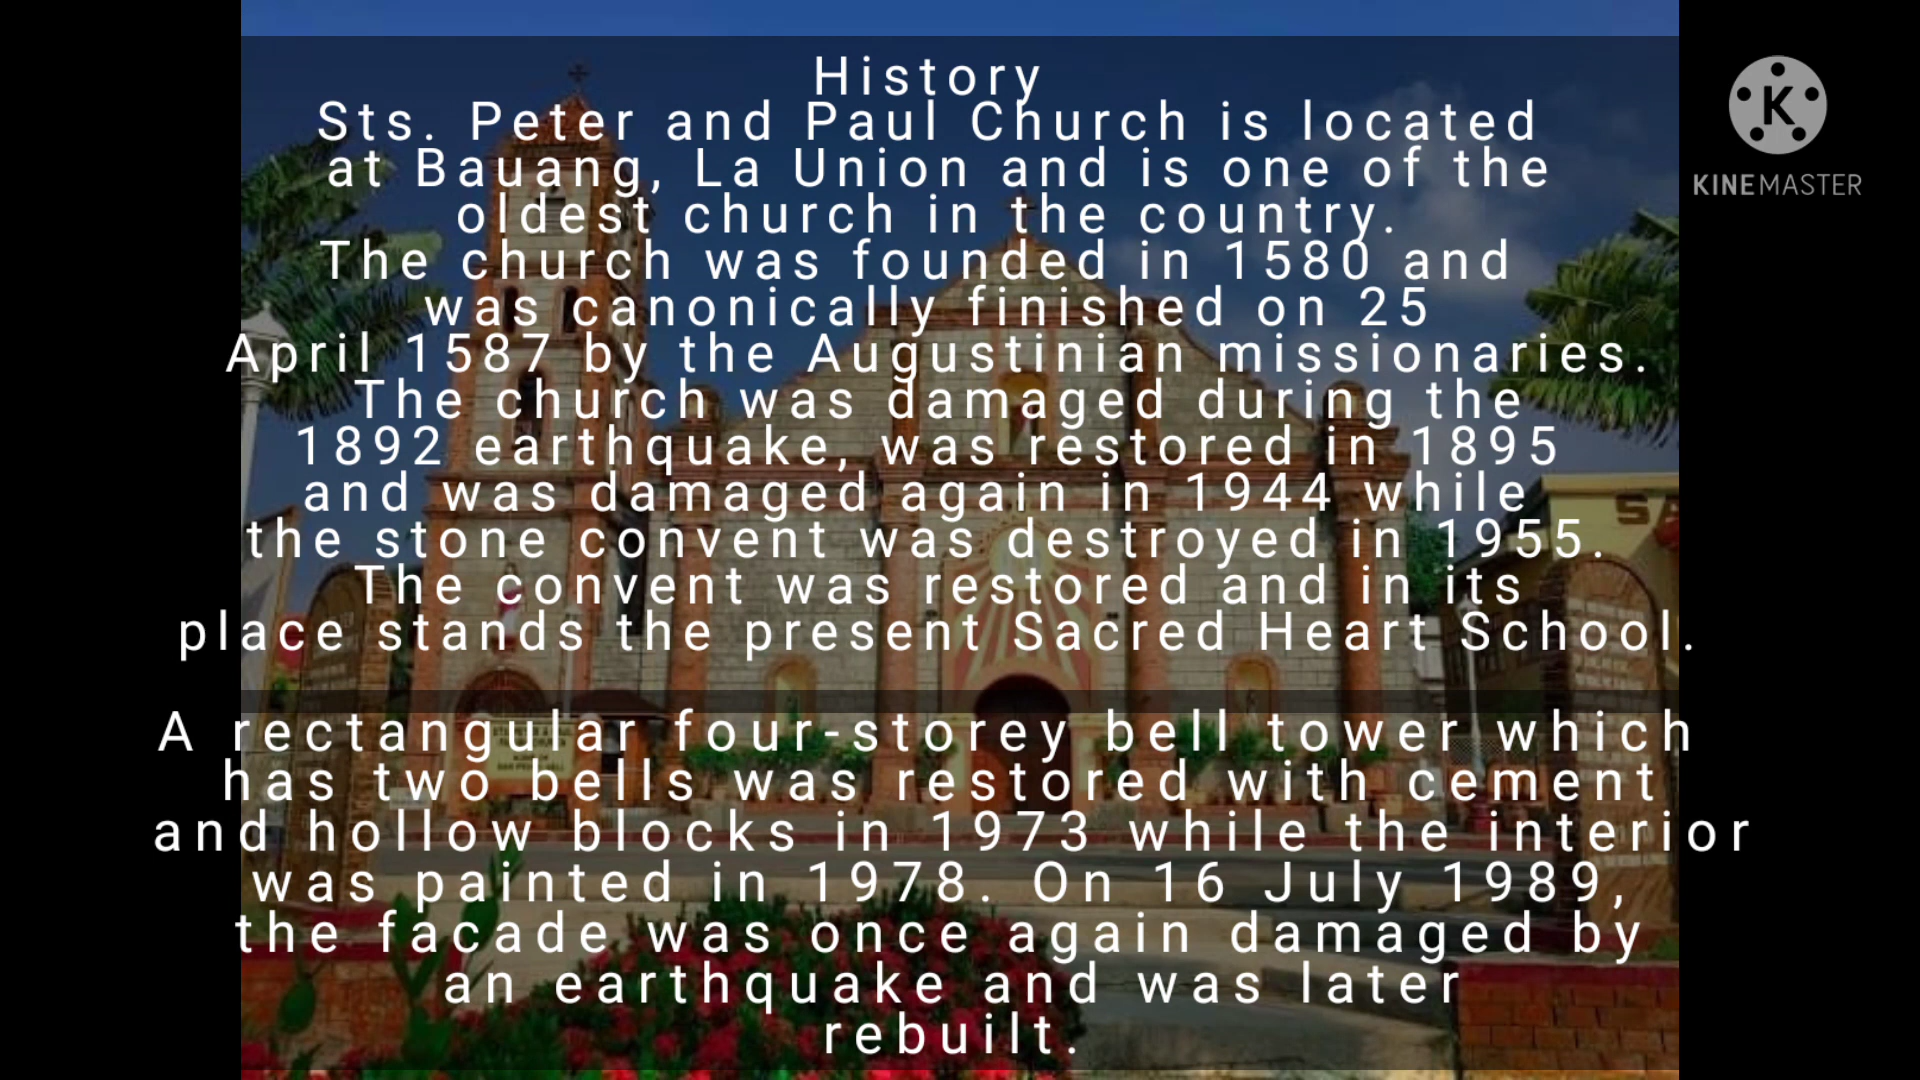 History
Sts. Peter and Paul Church is located
at Bauang, La Union and is one of the
oldest church in the country.
The church was founded in 1580 and
was canonically finished on 25
April 1587 by the Augustinian missionaries.
The church was damaged during the
1892 earthquake, was restored in 1895
and was damaged again in 1944 while
the stone convent was destroyed in 1955.
The convent was restored and in its
place stands the present Sacred Heart School.
A rectangular four-storey bell tower which
has two bells was restored with cement
and hollow blocks in 1973 while the interior
was painted in 1978. On 16 July 1989,
the facade was once again damaged by
an earthquake and was later
rebuilt.
K
KINEMASTER